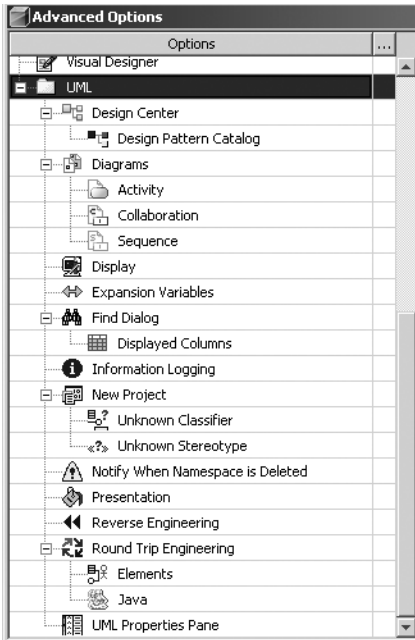 Advanced Options
Options ...
Visual Designer
UML
Design Center
Design Pattern Catalog
Diagrams
Activity
Collaboration
Sequence
Display
Expansion Variables
Find Dialog
Displayed Columns
Information Logging
New Project
Unknown Classifier
«?» Unknown Stereotype
Notify When Namespace is Deleted
Presentation
Reverse Engineering
Round Trip Engineering
Elements
Java
UML Properties Pane